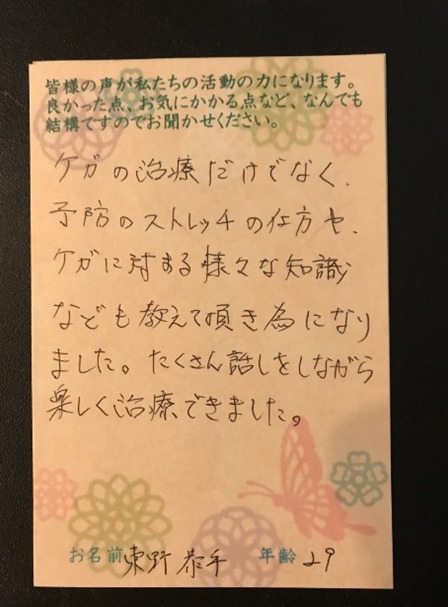 皆様の声が私たちの活動の力になります。
良かった点、お気にかかる点など、なんでも
結構ですのでお聞かせください。
ケガの治療だけでなく、
予防のストレッチの仕方や、
ケガに対する様々な知識
なども教えて頂き為になり
ました。たくさん話しをしながら
楽しく治療できました。
お名前 東野 恭平 年齢 29